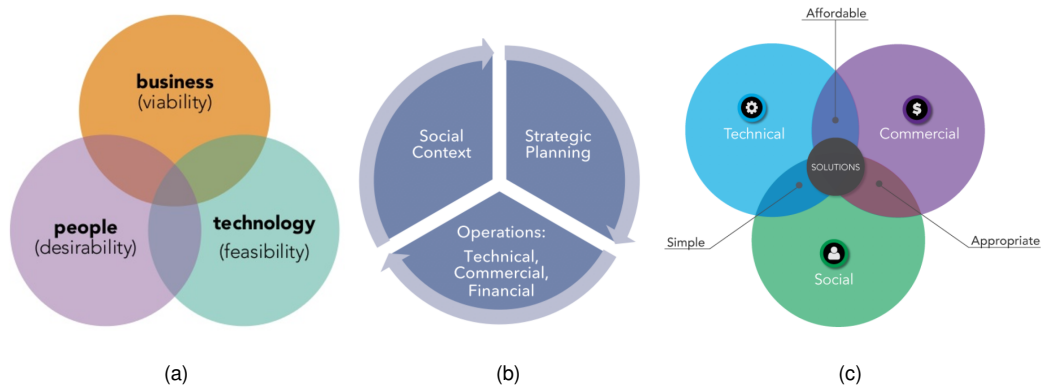 business
(viability)
people
(desirability)
technology
(feasibility)
(a)
Social
Context
Strategic
Planning
Operations:
Technical,
Commercial,
Financial
(b)
Affordable
Technical
$
Commercial
SOLUTIONS
Simple
Appropriate
Social
(c)